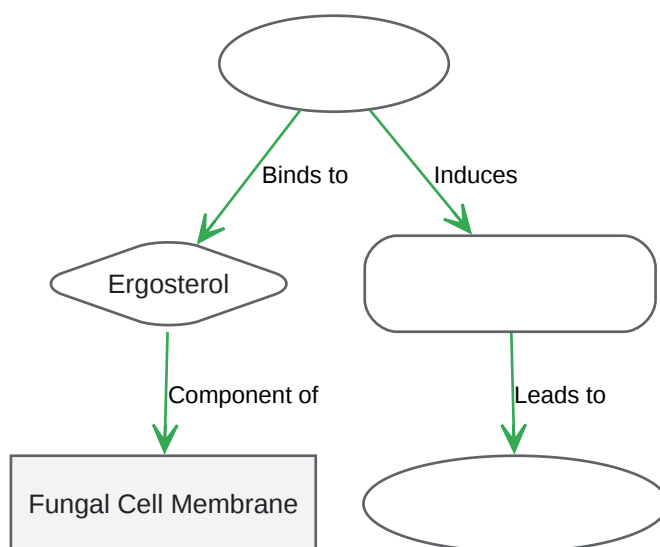 Binds to
Induces
Ergosterol
Component of
Leads to
Fungal Cell Membrane